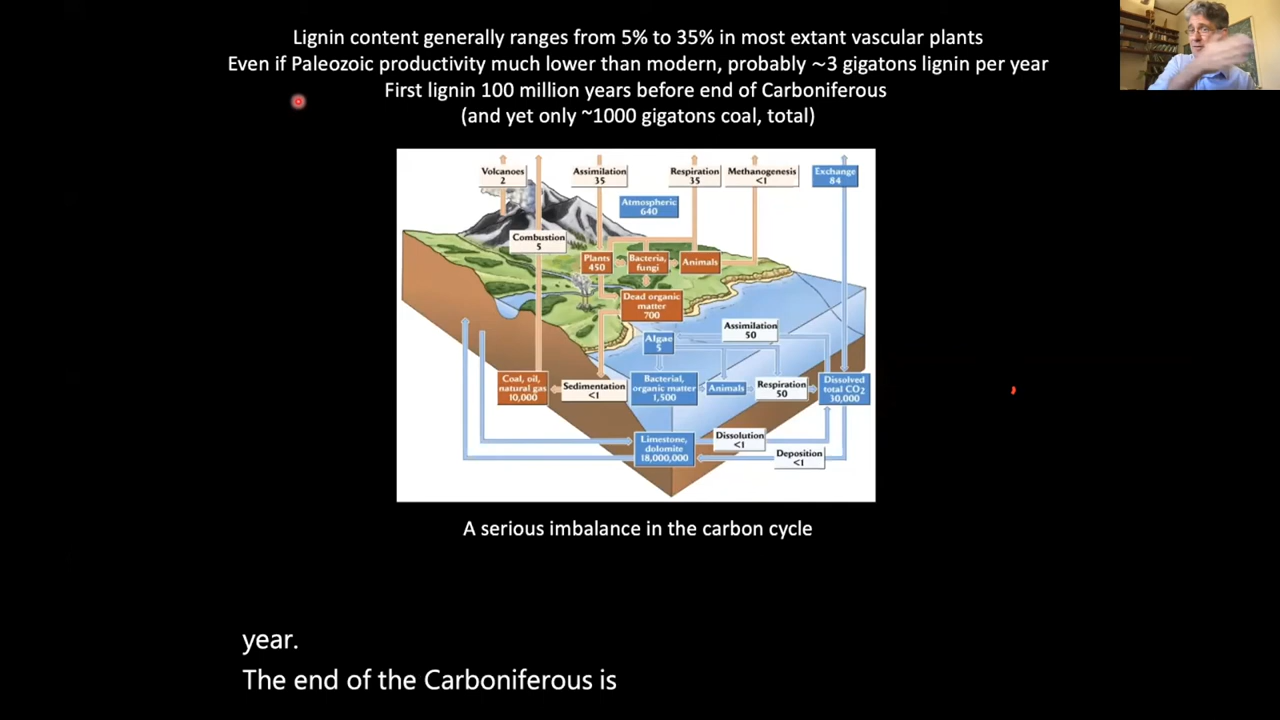 Lignin content generally ranges from 5% to 35% in most extant vascular plants
Even if Paleozoic productivity much lower than modern, probably ~3 gigatons lignin per year
First lignin 100 million years before end of Carboniferous
(and yet only ~1000 gigatons coal, total)
Volcanoes
2
Assimilation
35
Respiration
35
Methanogenesis
<1
Exchange
84
Atmospheric
640
Combustion
5
Plants
450
Bacteria,
fungi
Animals
Dead organic
matter
700
Assimilation
50
Algae
5
Coal, oil,
natural gas
10,000
Sedimentation
<1
Bacterial,
organic matter
1,500
Animals
Respiration
50
Dissolved
total CO2
30,000
Limestone,
dolomite
18,000,000
Dissolution
<1
Deposition
<1
A serious imbalance in the carbon cycle
year.
The end of the Carboniferous is